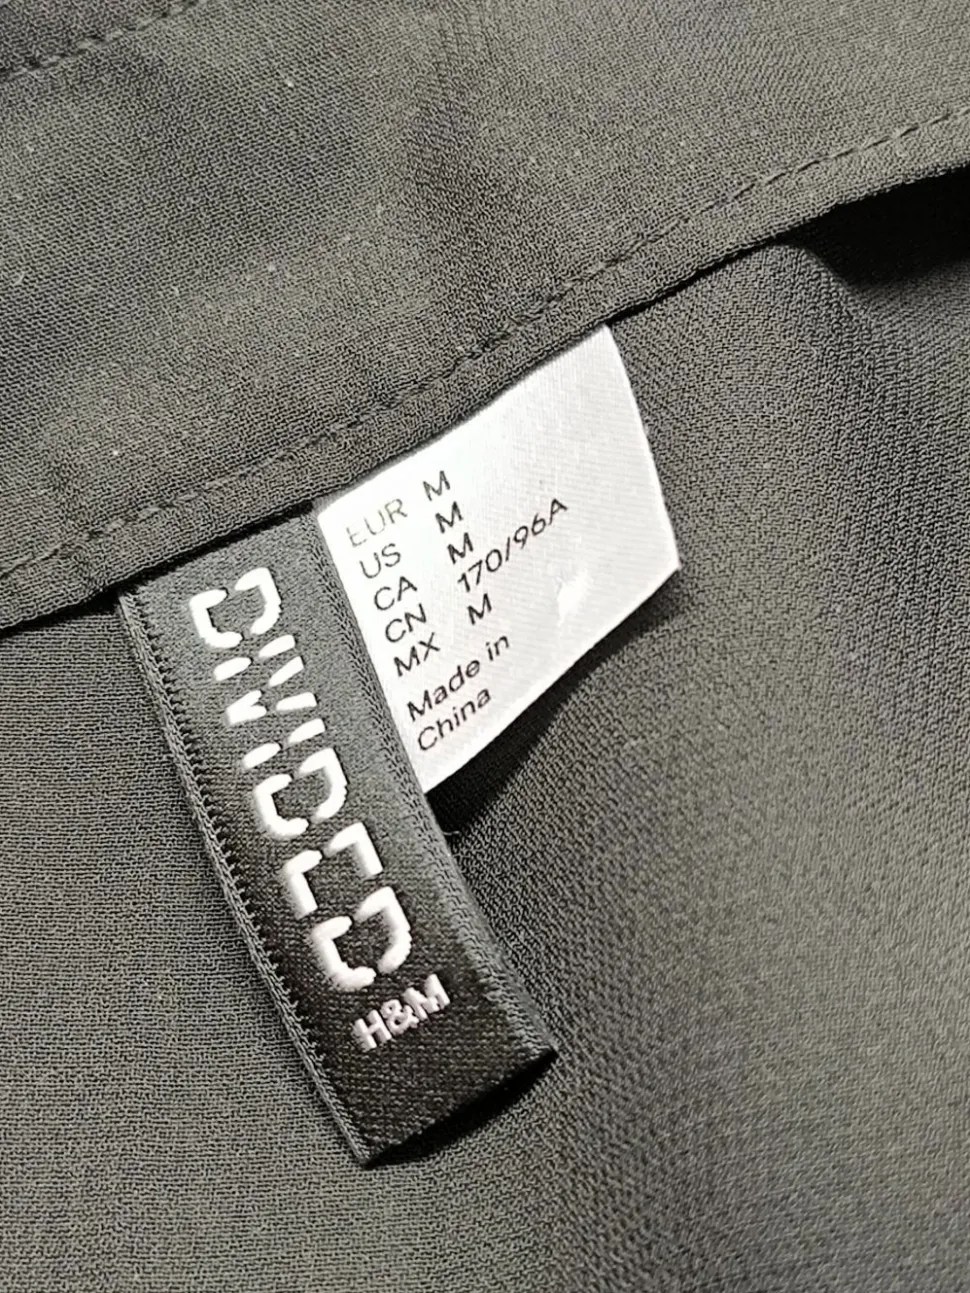 DIVIDED
H&M
EUR M
US M
CA M
CN 170/96A
MX M
Made in
China